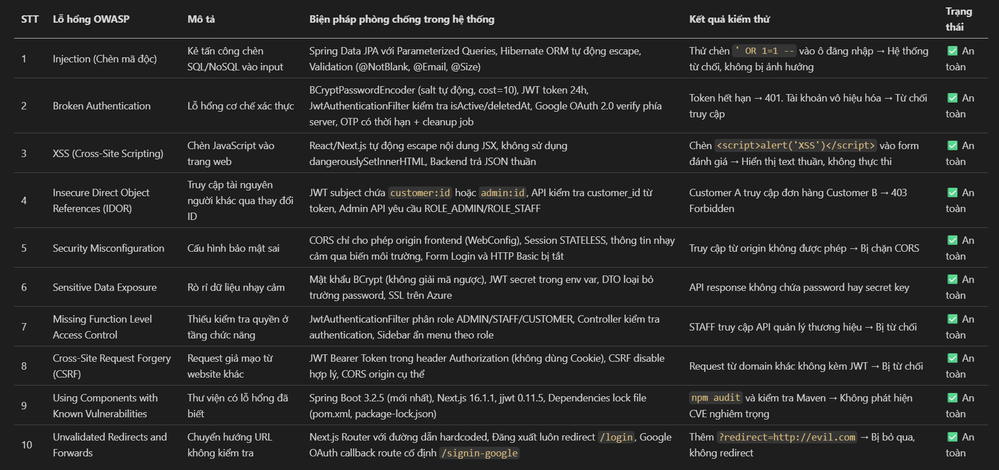 STT Lỗ hổng OWASP Mô tả Biện pháp phòng chống trong hệ thống Kết quả kiểm thử Trạng
thái
1 Injection (Chèn mã độc) Kẻ tấn công chèn
SQL/NoSQL vào input Spring Data JPA với Parameterized Queries, Hibernate ORM tự động escape,
Validation (@NotBlank, @Email, @Size) Thử chèn ' OR 1=1 -- vào ô đăng nhập → Hệ thống
từ chối, không bị ảnh hưởng ✅ An
toàn
2 Broken Authentication Lỗ hổng cơ chế xác thực BCryptPasswordEncoder (salt tự động, cost=10), JWT token 24h,
JwtAuthenticationFilter kiểm tra isActive/deletedAt, Google OAuth 2.0 verify phía
server, OTP có thời hạn + cleanup job Token hết hạn → 401. Tài khoản vô hiệu hóa → Từ chối
truy cập ✅ An
toàn
3 XSS (Cross-Site Scripting) Chèn JavaScript vào
trang web React/Next.js tự động escape nội dung JSX, không sử dụng
dangerouslySetInnerHTML, Backend trả JSON thuần Chèn <script>alert('XSS')</script> vào form
đánh giá → Hiển thị text thuần, không thực thi ✅ An
toàn
4 Insecure Direct Object
References (IDOR) Truy cập tài nguyên
người khác qua thay đổi
ID JWT subject chứa customer:id hoặc admin:id, API kiểm tra customer_id từ
token, Admin API yêu cầu ROLE_ADMIN/ROLE_STAFF Customer A truy cập đơn hàng Customer B → 403
Forbidden ✅ An
toàn
5 Security Misconfiguration Cấu hình bảo mật sai CORS chỉ cho phép origin frontend (WebConfig), Session STATELESS, thông tin nhạy
cảm qua biến môi trường, Form Login và HTTP Basic bị tắt Truy cập từ origin không được phép → Bị chặn CORS ✅ An
toàn
6 Sensitive Data Exposure Rò rỉ dữ liệu nhạy cảm Mật khẩu BCrypt (không giải mã ngược), JWT secret trong env var, DTO loại bỏ
trường password, SSL trên Azure API response không chứa password hay secret key ✅ An
toàn
7 Missing Function Level
Access Control Thiếu kiểm tra quyền ở
tầng chức năng JwtAuthenticationFilter phân role ADMIN/STAFF/CUSTOMER, Controller kiểm tra
authentication, Sidebar ẩn menu theo role STAFF truy cập API quản lý thương hiệu → Bị từ chối ✅ An
toàn
8 Cross-Site Request Forgery
(CSRF) Request giả mạo từ
website khác JWT Bearer Token trong header Authorization (không dùng Cookie), CSRF disable
hợp lý, CORS origin cụ thể Request từ domain khác không kèm JWT → Bị từ chối ✅ An
toàn
9 Using Components with
Known Vulnerabilities Thư viện có lỗ hổng đã
biết Spring Boot 3.2.5 (mới nhất), Next.js 16.1.1, jjwt 0.11.5, Dependencies lock file
(pom.xml, package-lock.json) npm audit và kiểm tra Maven → Không phát hiện
CVE nghiêm trọng ✅ An
toàn
10 Unvalidated Redirects and
Forwards Chuyển hướng URL
không kiểm tra Next.js Router với đường dẫn hardcoded, Đăng xuất luôn redirect /login, Google
OAuth callback route cố định /signin-google Thêm ?redirect=http://evil.com → Bị bỏ qua,
không redirect ✅ An
toàn